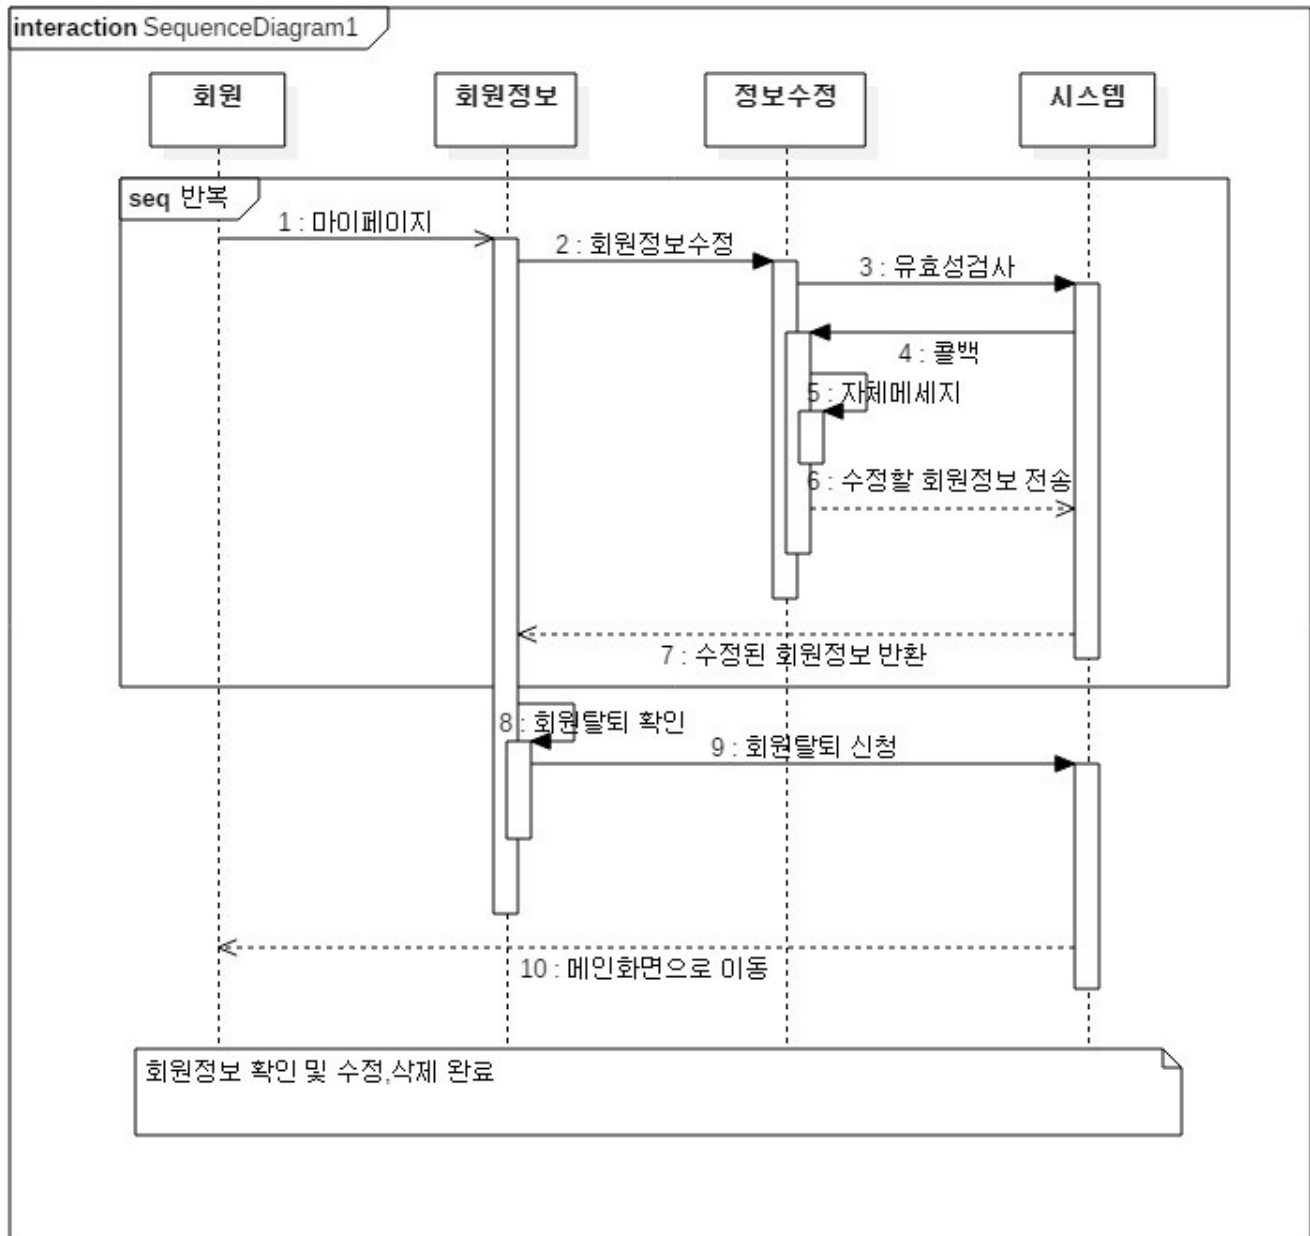 interaction SequenceDiagram1
회원
회원정보
정보수정
시스템
seq 반복
1 : 마이페이지
2 : 회원정보수정
3 : 유효성검사
4 : 콜백
5 : 자체메세지
6 : 수정할 회원정보 전송
7 : 수정된 회원정보 반환
8 : 회원탈퇴 확인
9 : 회원탈퇴 신청
10 : 메인화면으로 이동
회원정보 확인 및 수정,삭제 완료